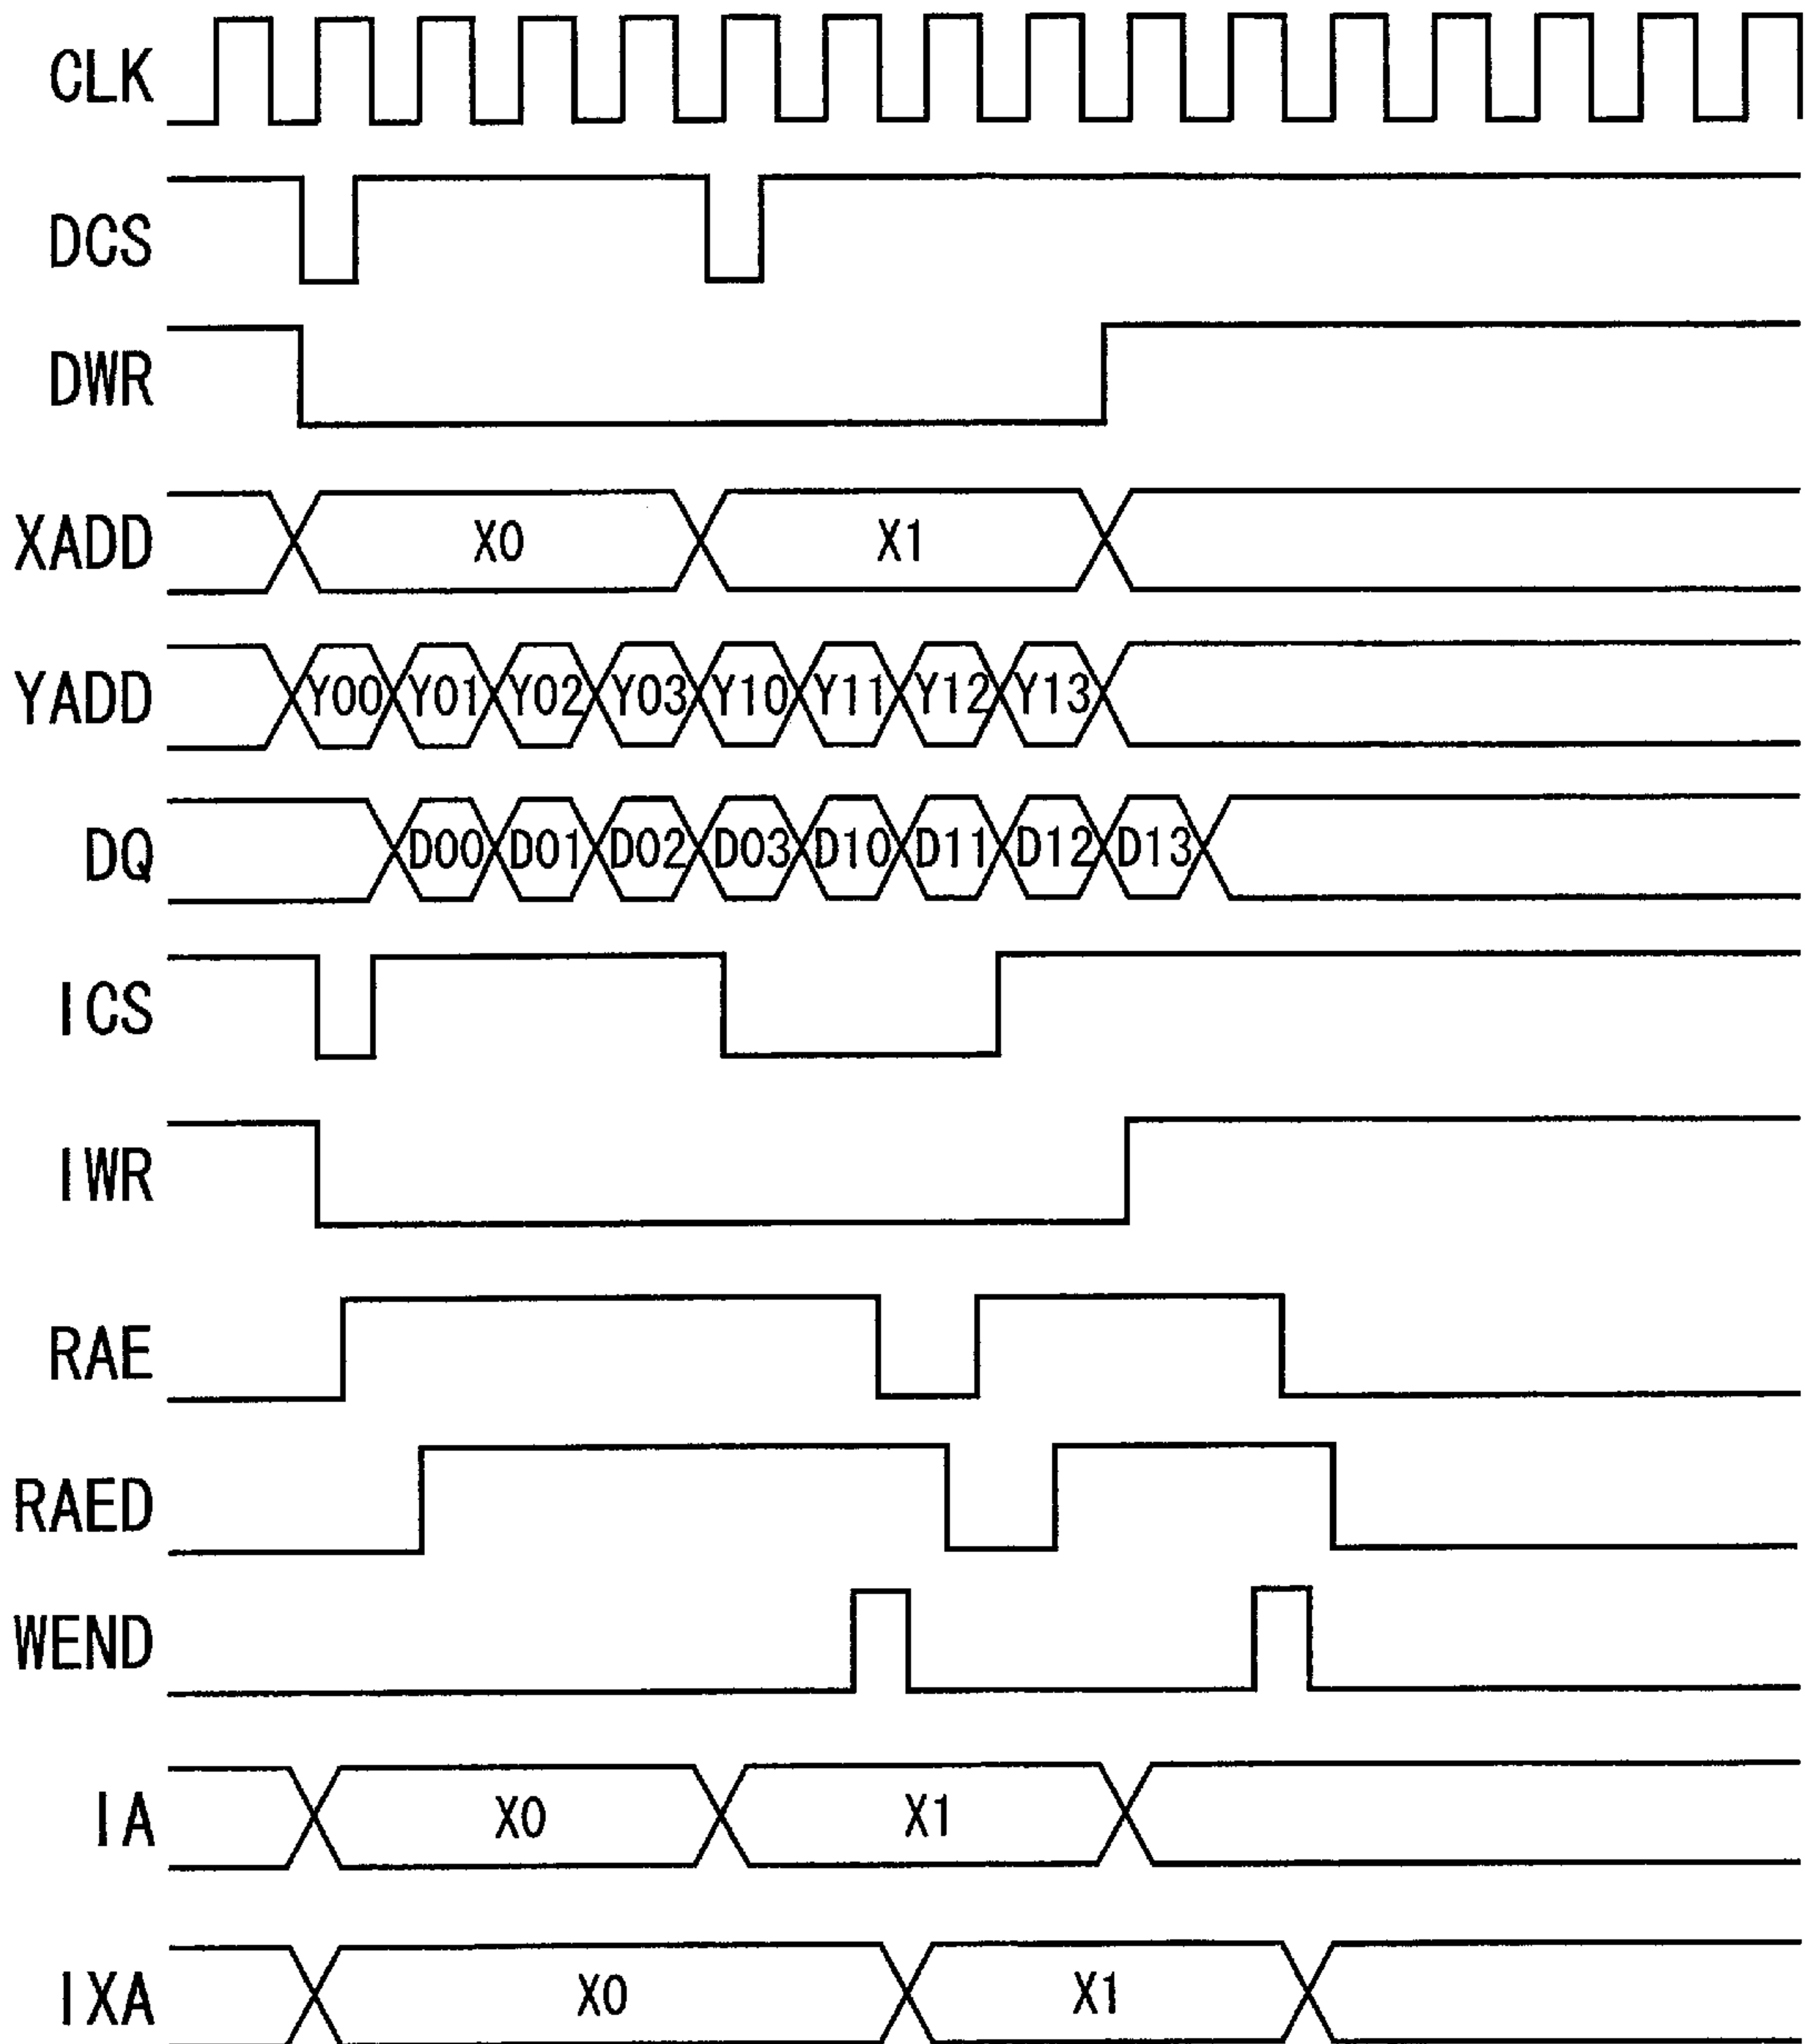 CLK
DCS
DWR
XADD X0 X1
YADD Y00 Y01 Y02 Y03 Y10 Y11 Y12 Y13
DQ D00 D01 D02 D03 D10 D11 D12 D13
ICS
IWR
RAE
RAED
WEND
IA X0 X1
IXA X0 X1